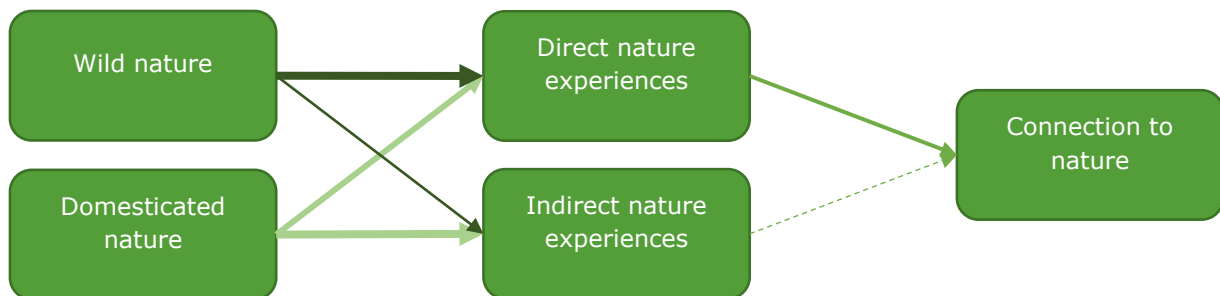 Wild nature
Direct nature
experiences
Connection to
nature
Domesticated
nature
Indirect nature
experiences